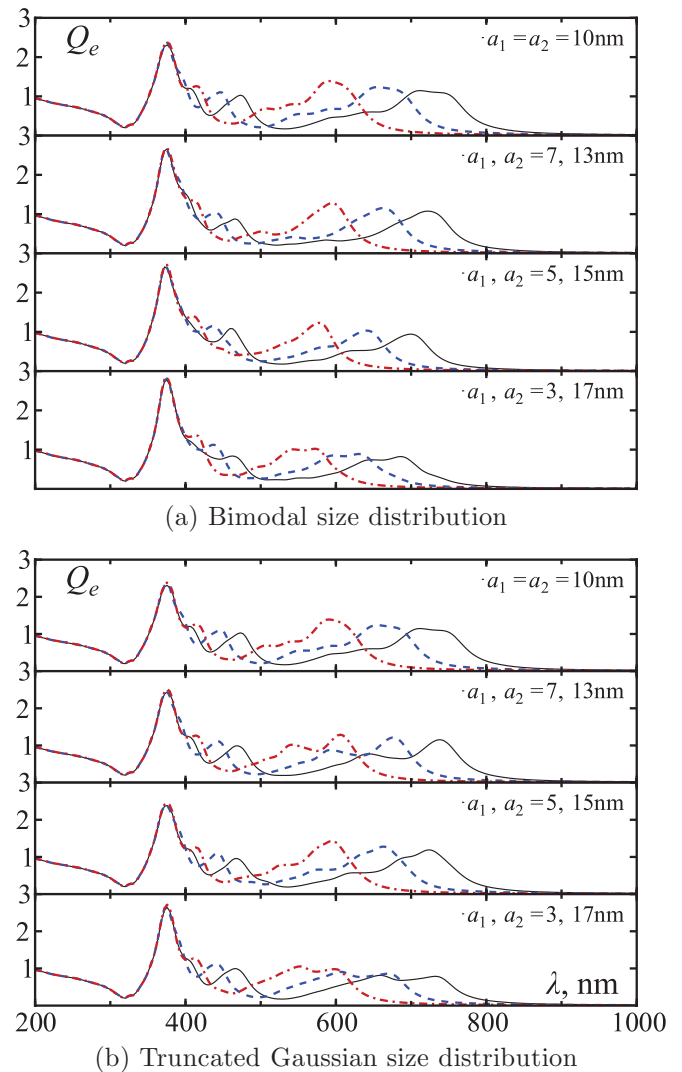 3
Q_e
·a_1 = a_2 = 10nm
2
1
3
·a_1, a_2 = 7, 13nm
2
1
3
·a_1, a_2 = 5, 15nm
2
1
3
·a_1, a_2 = 3, 17nm
2
1
(a) Bimodal size distribution
3
Q_e
·a_1 = a_2 = 10nm
2
1
3
·a_1, a_2 = 7, 13nm
2
1
3
·a_1, a_2 = 5, 15nm
2
1
3
·a_1, a_2 = 3, 17nm
2
1
λ, nm
200 400 600 800 1000
(b) Truncated Gaussian size distribution